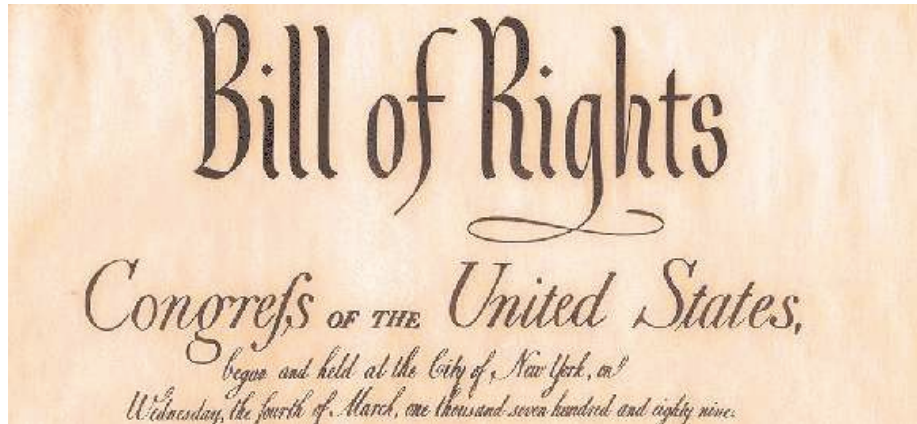 Bill of Rights
Congreſs OF THE United States,
begun and held at the City of New York, on
Wednesday, the fourth of March, one thousand seven hundred and eighty nine.